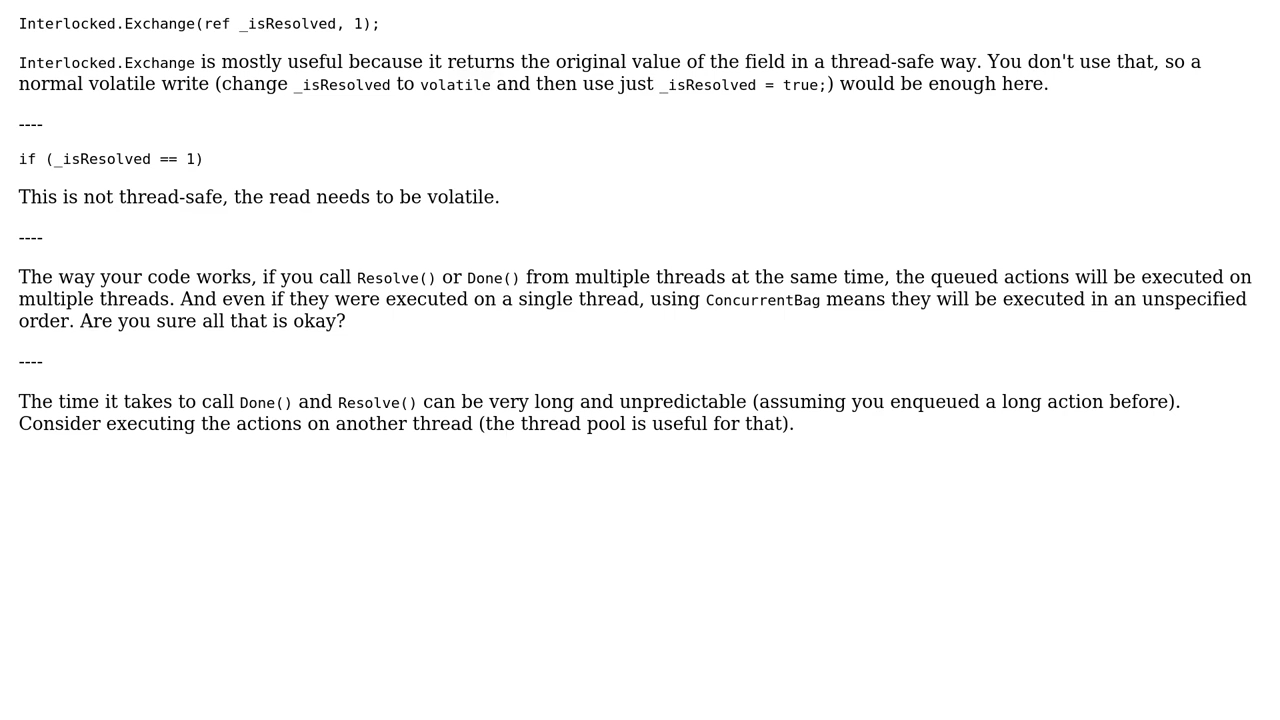 Interlocked.Exchange(ref _isResolved, 1);
Interlocked.Exchange is mostly useful because it returns the original value of the field in a thread-safe way. You don't use that, so a
normal volatile write (change _isResolved to volatile and then use just _isResolved = true;) would be enough here.
----
if (_isResolved == 1)
This is not thread-safe, the read needs to be volatile.
----
The way your code works, if you call Resolve() or Done() from multiple threads at the same time, the queued actions will be executed on
multiple threads. And even if they were executed on a single thread, using ConcurrentBag means they will be executed in an unspecified
order. Are you sure all that is okay?
----
The time it takes to call Done() and Resolve() can be very long and unpredictable (assuming you enqueued a long action before).
Consider executing the actions on another thread (the thread pool is useful for that).